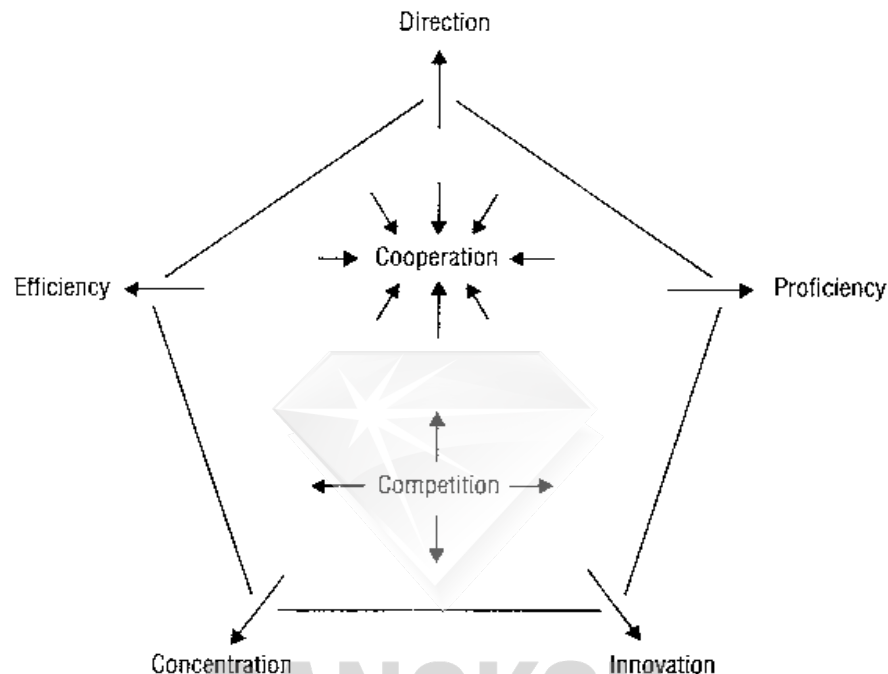 Direction
Cooperation
Efficiency
Proficiency
Competition
Concentration
Innovation